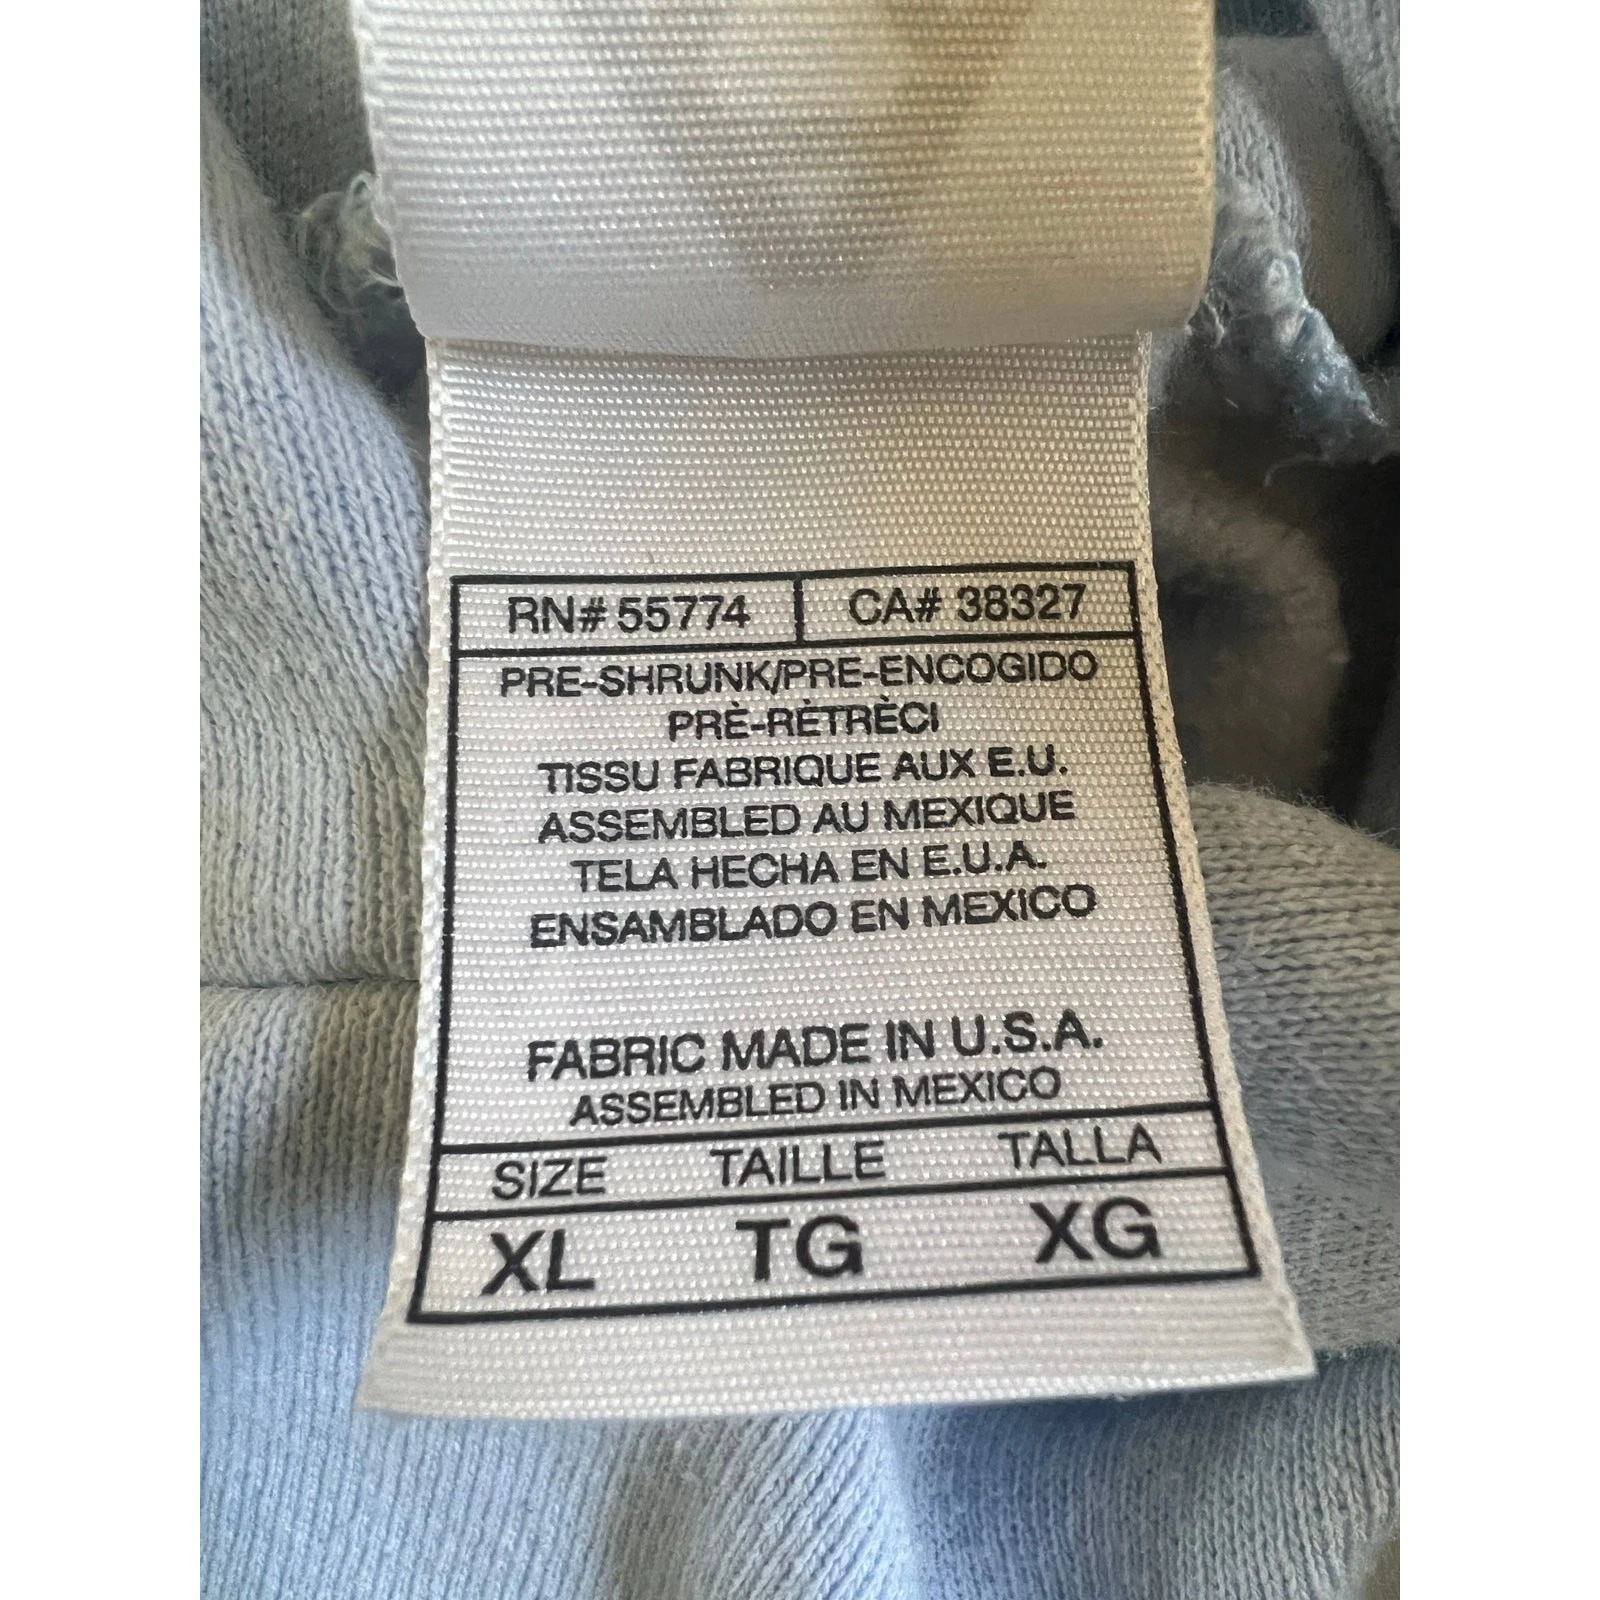 RN# 55774 CA# 38327
PRE-SHRUNK/PRE-ENCOGIDO
PRÈ-RÈTRÈCI
TISSU FABRIQUE AUX E.U.
ASSEMBLED AU MEXIQUE
TELA HECHA EN E.U.A.
ENSAMBLADO EN MEXICO
FABRIC MADE IN U.S.A.
ASSEMBLED IN MEXICO
SIZE TAILLE TALLA
XL TG XG